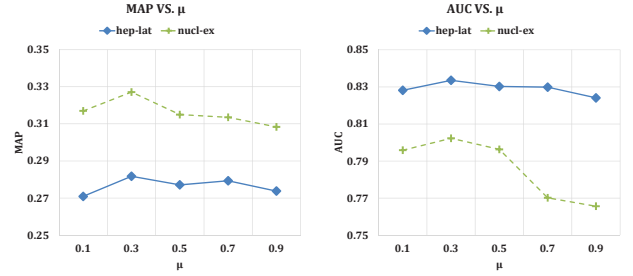 MAP VS. μ
hep-lat nucl-ex
0.35
0.33
0.31
0.29
0.27
0.25
MAP
0.1 0.3 0.5 0.7 0.9
μ
AUC VS. μ
hep-lat nucl-ex
0.85
0.83
0.81
0.79
0.77
0.75
AUC
0.1 0.3 0.5 0.7 0.9
μ